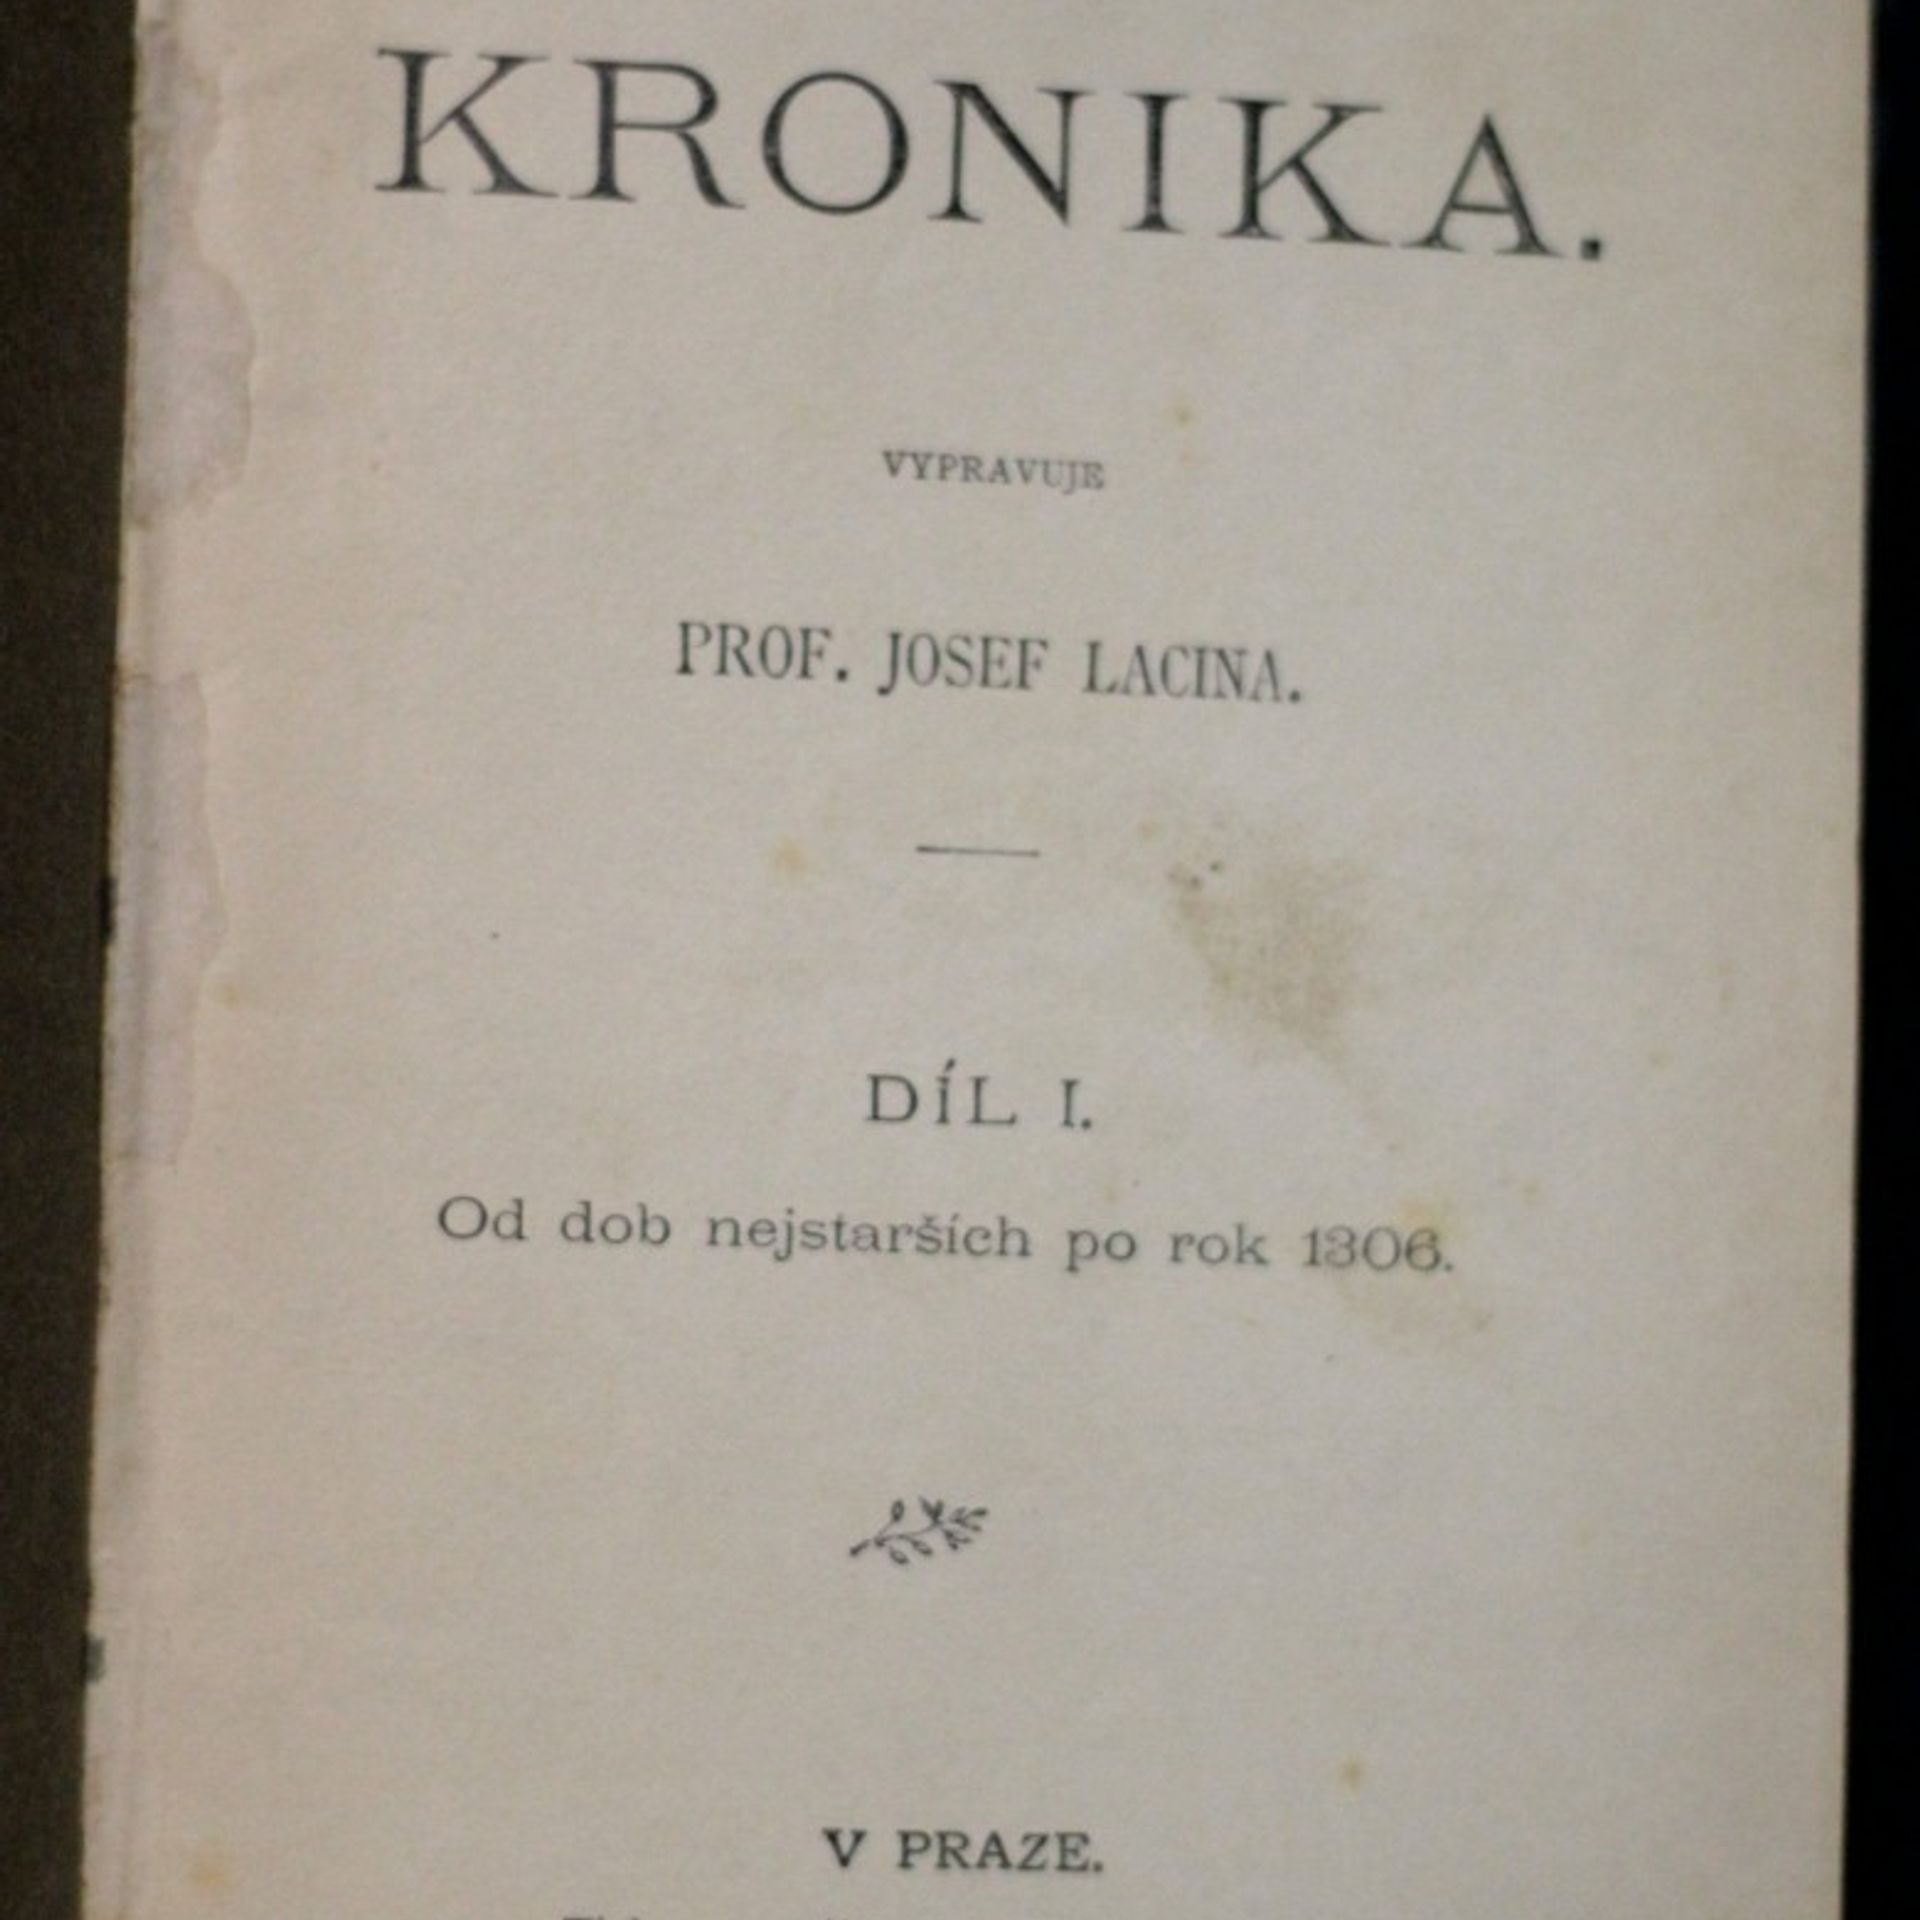 KRONIKA.
VYPRAVUJE
PROF. JOSEF LACINA.
DÍL I.
Od dob nejstarších po rok 1306.
V PRAZE.